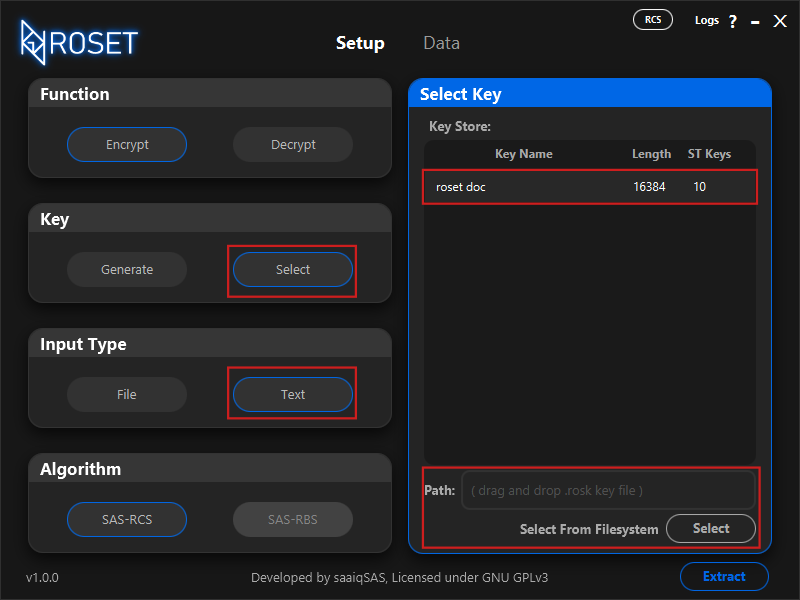 ROSET
Setup
Data
RCS
Logs ?
Function
Encrypt
Decrypt
Key
Generate
Select
Input Type
File
Text
Algorithm
SAS-RCS
SAS-RBS
Select Key
Key Store:
Key Name Length ST Keys
roset doc 16384 10
Path: ( drag and drop .rosk key file )
Select From Filesystem Select
v1.0.0
Developed by saaiqSAS, Licensed under GNU GPLv3
Extract